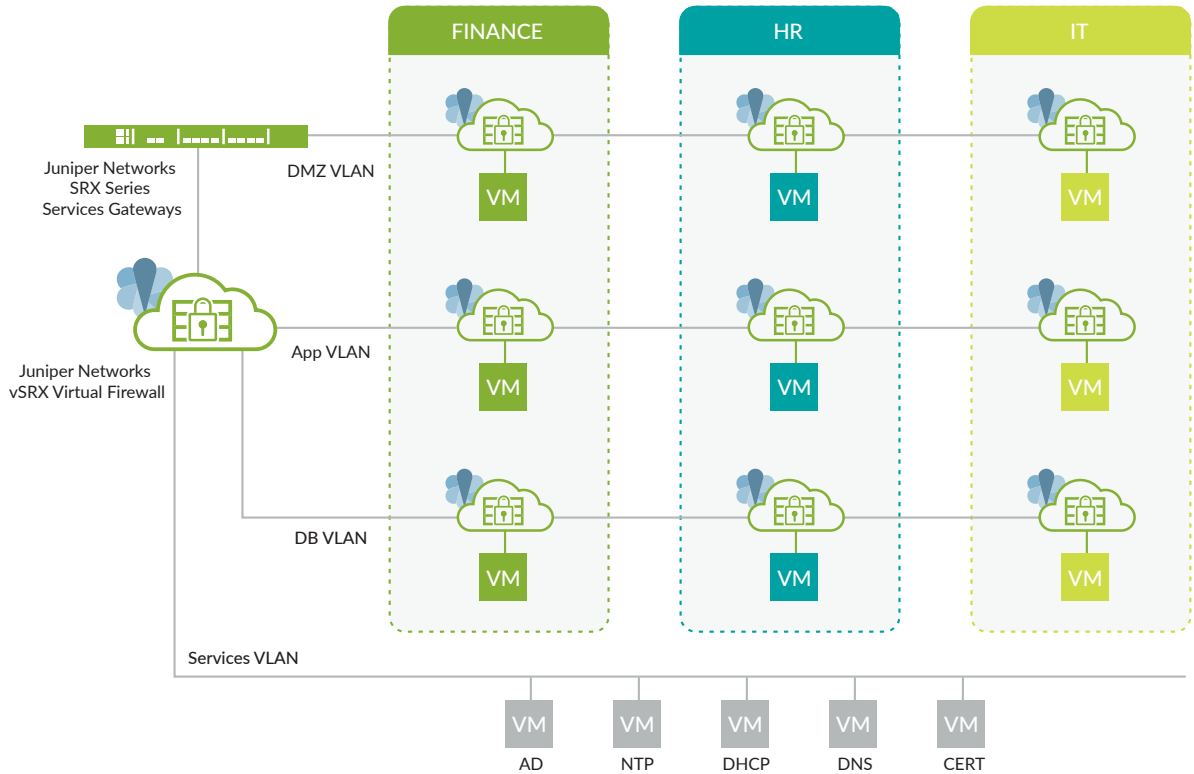 FINANCE
HR
IT
Juniper Networks
SRX Series
Services Gateways
DMZ VLAN
VM
VM
VM
Juniper Networks
vSRX Virtual Firewall
App VLAN
VM
VM
VM
DB VLAN
VM
VM
VM
Services VLAN
VM
VM
VM
VM
VM
AD
NTP
DHCP
DNS
CERT